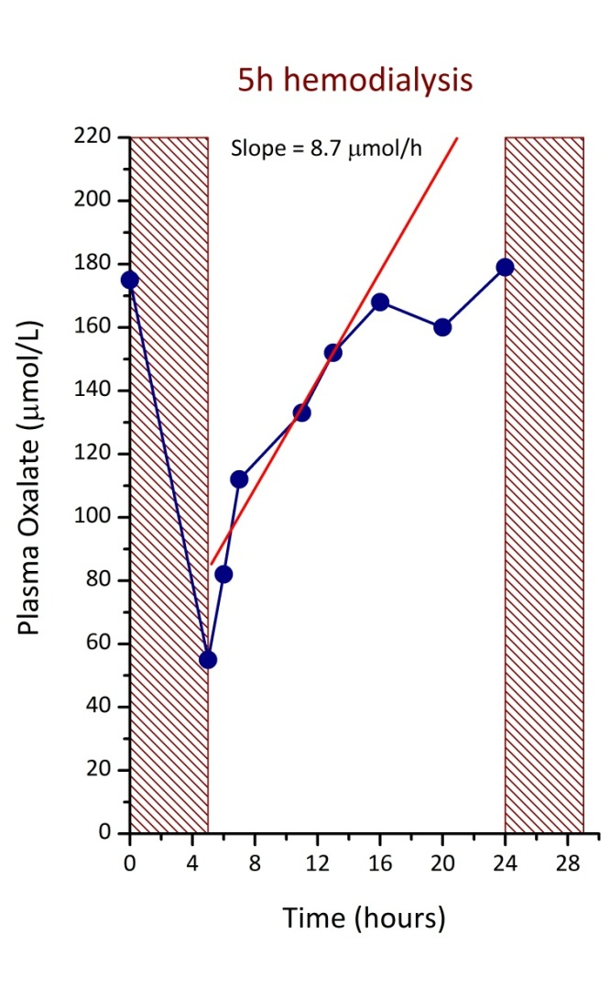 5h hemodialysis
Slope = 8.7 μmol/h
220
200
180
160
140
120
100
80
60
40
20
0
Plasma Oxalate (μmol/L)
0 4 8 12 16 20 24 28
Time (hours)